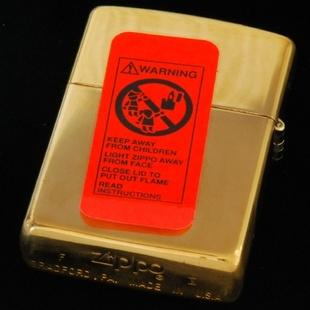 WARNING
KEEP AWAY
FROM CHILDREN
LIGHT ZIPPO AWAY
FROM FACE
CLOSE LID TO
PUT OUT FLAME
READ
INSTRUCTIONS
F Zippo I
BRADFORD, PA. MADE IN U.S.A.